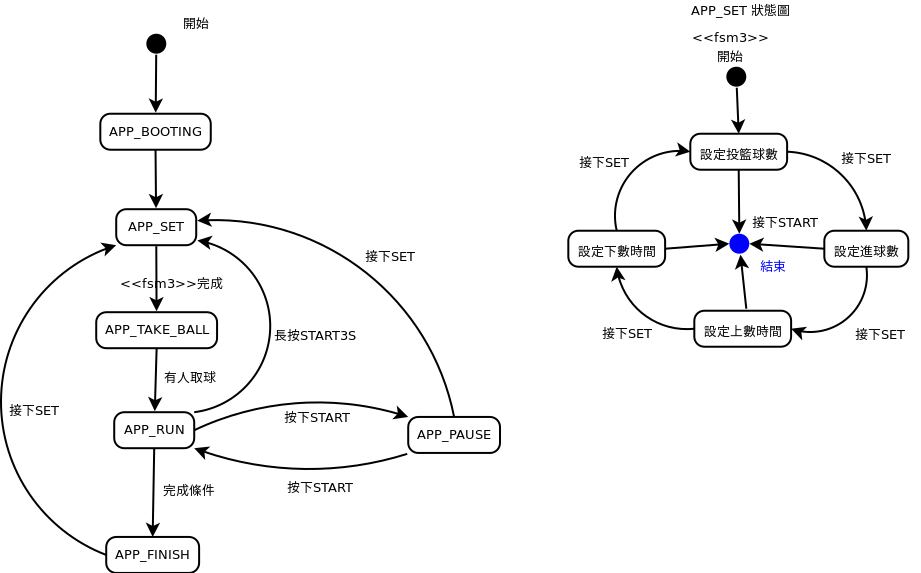 開始
APP_BOOTING
APP_SET
<<fsm3>>完成
APP_TAKE_BALL
有人取球
APP_RUN
完成條件
APP_FINISH
接下SET
長按START3S
接下SET
按下START
APP_PAUSE
按下START
APP_SET 狀態圖
<<fsm3>>
開始
設定投籃球數
接下SET
接下SET
接下START
設定下數時間
設定進球數
結束
設定上數時間
接下SET
接下SET